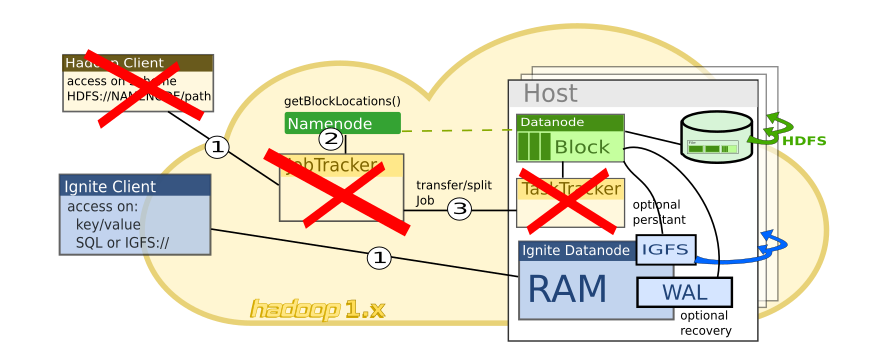 Hadoop Client
access on scheme
HDFS://NAMENODE/path
1
Ignite Client
access on:
key/value
SQL or IGFS://
getBlockLocations()
Namenode
2
JobTracker
transfer/split
Job
3
1
hadoop 1.x
Host
Datanode
Block
File
HDFS
TaskTracker
optional
persitant
Ignite Datanode
IGFS
RAM
WAL
optional
recovery